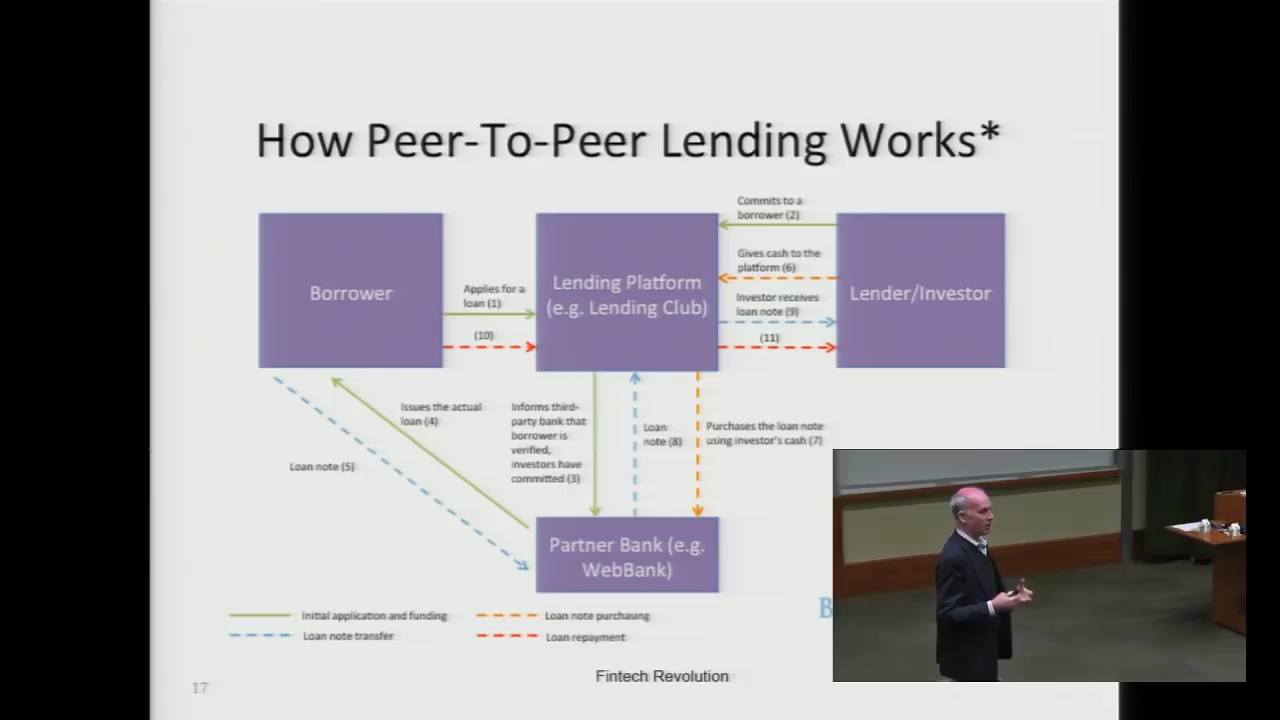 How Peer-To-Peer Lending Works*
Commits to a
borrower (2)
Gives cash to the
platform (6)
Borrower
Applies for a
loan (1)
(10)
Lending Platform
(e.g. Lending Club)
Investor receives
loan note (9)
(11)
Lender/Investor
Issues the actual
loan (4)
Loan note (5)
Informs third-
party bank that
borrower is
verified,
investors have
committed (3)
Loan
note (8)
Purchases the loan note
using investor's cash (7)
Partner Bank (e.g.
WebBank)
Initial application and funding
Loan note purchasing
Loan note transfer
Loan repayment
B
Fintech Revolution
17